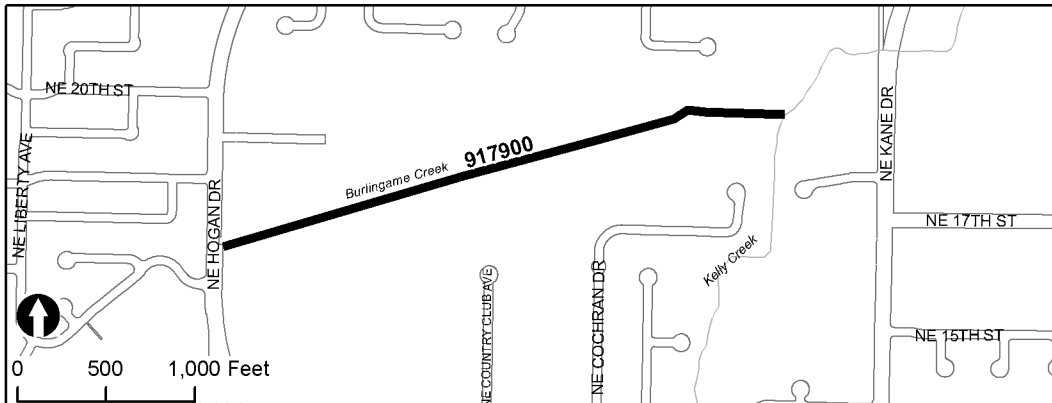 NE 20TH ST
NE LIBERTY AVE
NE HOGAN DR
Burlingame Creek
917900
NE KANE DR
NE 17TH ST
Kelly Creek
NE COUNTRY CLUB AVE
NE COCHRAN DR
NE 15TH ST
0 500 1,000 Feet